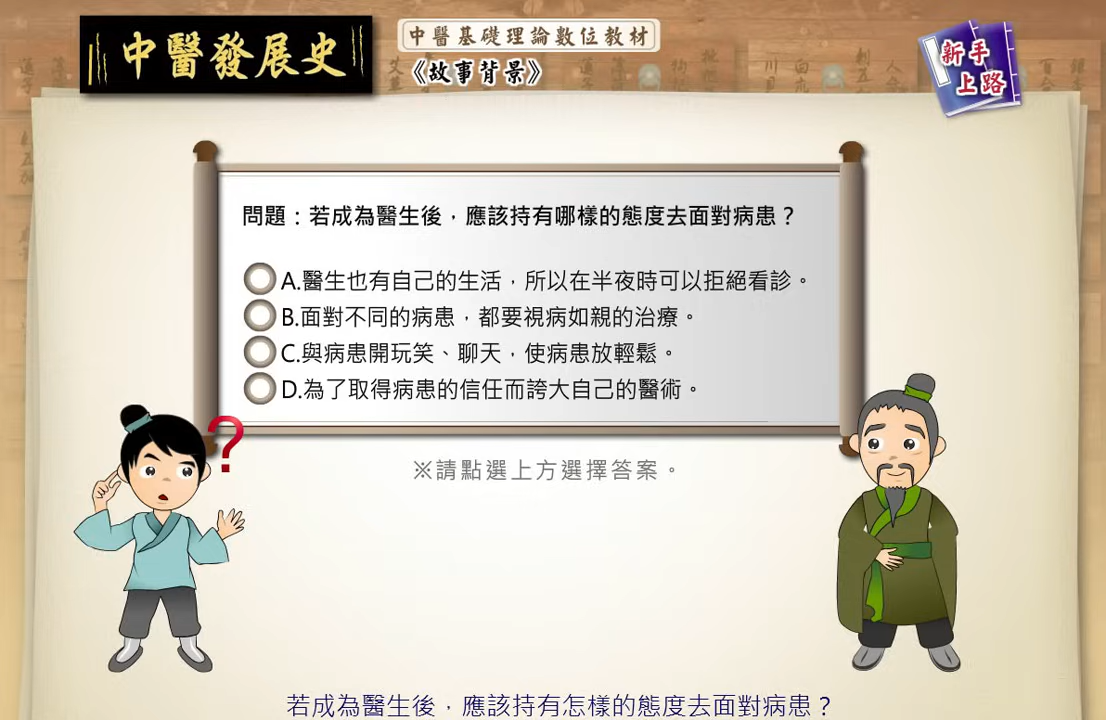 中醫發展史
中醫基礎理論數位教材
《故事背景》
新手
上路
問題：若成為醫生後，應該持有哪樣的態度去面對病患？
A.醫生也有自己的生活，所以在半夜時可以拒絕看診。
B.面對不同的病患，都要視病如親的治療。
C.與病患開玩笑、聊天，使病患放輕鬆。
D.為了取得病患的信任而誇大自己的醫術。
?
※請點選上方選擇答案。
若成為醫生後，應該持有怎樣的態度去面對病患？